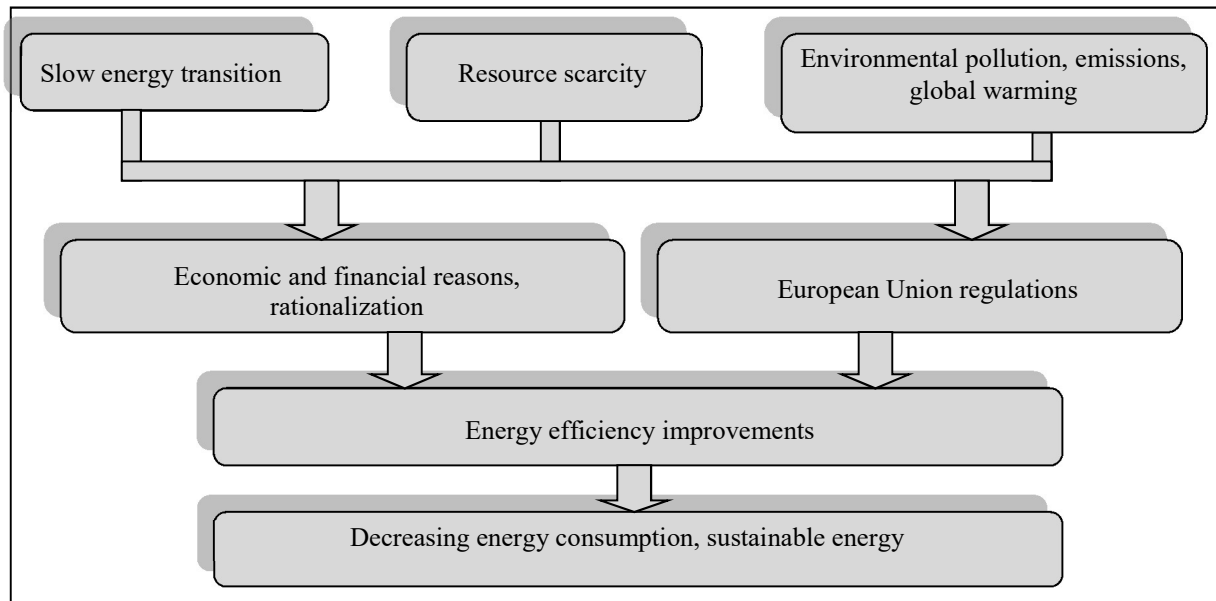 Slow energy transition
Resource scarcity
Environmental pollution, emissions,
global warming
Economic and financial reasons,
rationalization
European Union regulations
Energy efficiency improvements
Decreasing energy consumption, sustainable energy